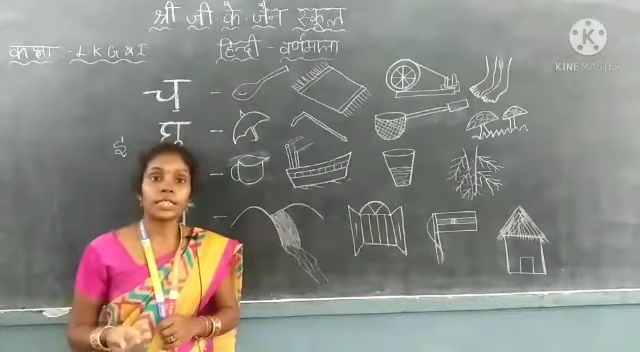 श्री जी के. जैन स्कूल
KINEMASTER
कक्षा - LKG & I
हिन्दी - वर्णमाला
च -
छ -
ई
-
-